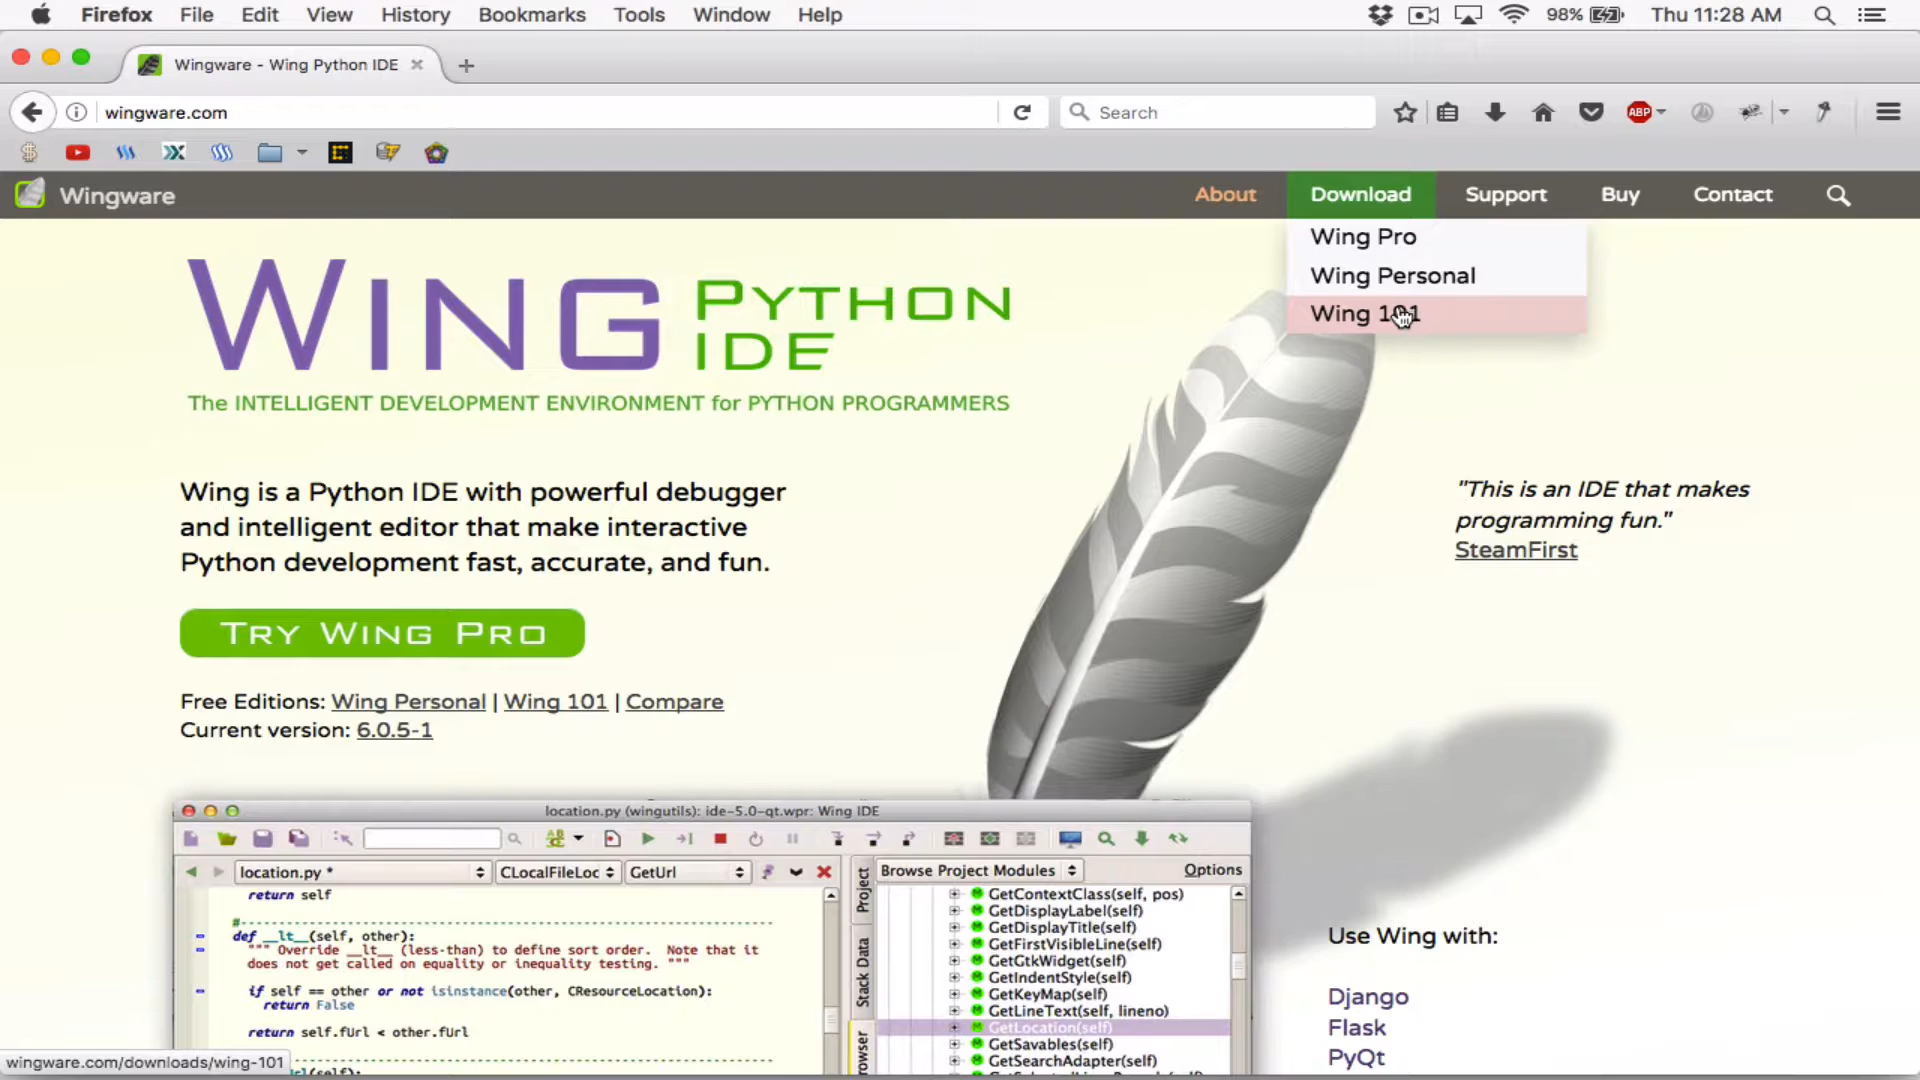 Firefox File Edit View History Bookmarks Tools Window Help 98% Thu 11:28 AM
Wingware - Wing Python IDE
wingware.com Search ABP
Wingware About Download Support Buy Contact
Wing Pro
Wing Personal
Wing 101
WING PYTHON IDE
The INTELLIGENT DEVELOPMENT ENVIRONMENT for PYTHON PROGRAMMERS
Wing is a Python IDE with powerful debugger
and intelligent editor that make interactive
Python development fast, accurate, and fun.
"This is an IDE that makes
programming fun."
SteamFirst
TRY WING PRO
Free Editions: Wing Personal | Wing 101 | Compare
Current version: 6.0.5-1
location.py (wingutils): ide-5.0-qt.wpr: Wing IDE
location.py * CLocalFileLoc GetUrl
return self
#---------------------------------------------------------------------
def __lt__(self, other):
""" Override __lt__ (less-than) to define sort order. Note that it
does not get called on equality or inequality testing. """
if self == other or not isinstance(other, CResourceLocation):
return False
return self.fUrl < other.fUrl
Project
Stack Data
Browser
Browse Project Modules Options
GetContextClass(self, pos)
GetDisplayLabel(self)
GetDisplayTitle(self)
GetFirstVisibleLine(self)
GetGtkWidget(self)
GetIndentStyle(self)
GetKeyMap(self)
GetLineText(self, lineno)
GetLocation(self)
GetSavables(self)
GetSearchAdapter(self)
Use Wing with:
Django
Flask
PyQt
wingware.com/downloads/wing-101